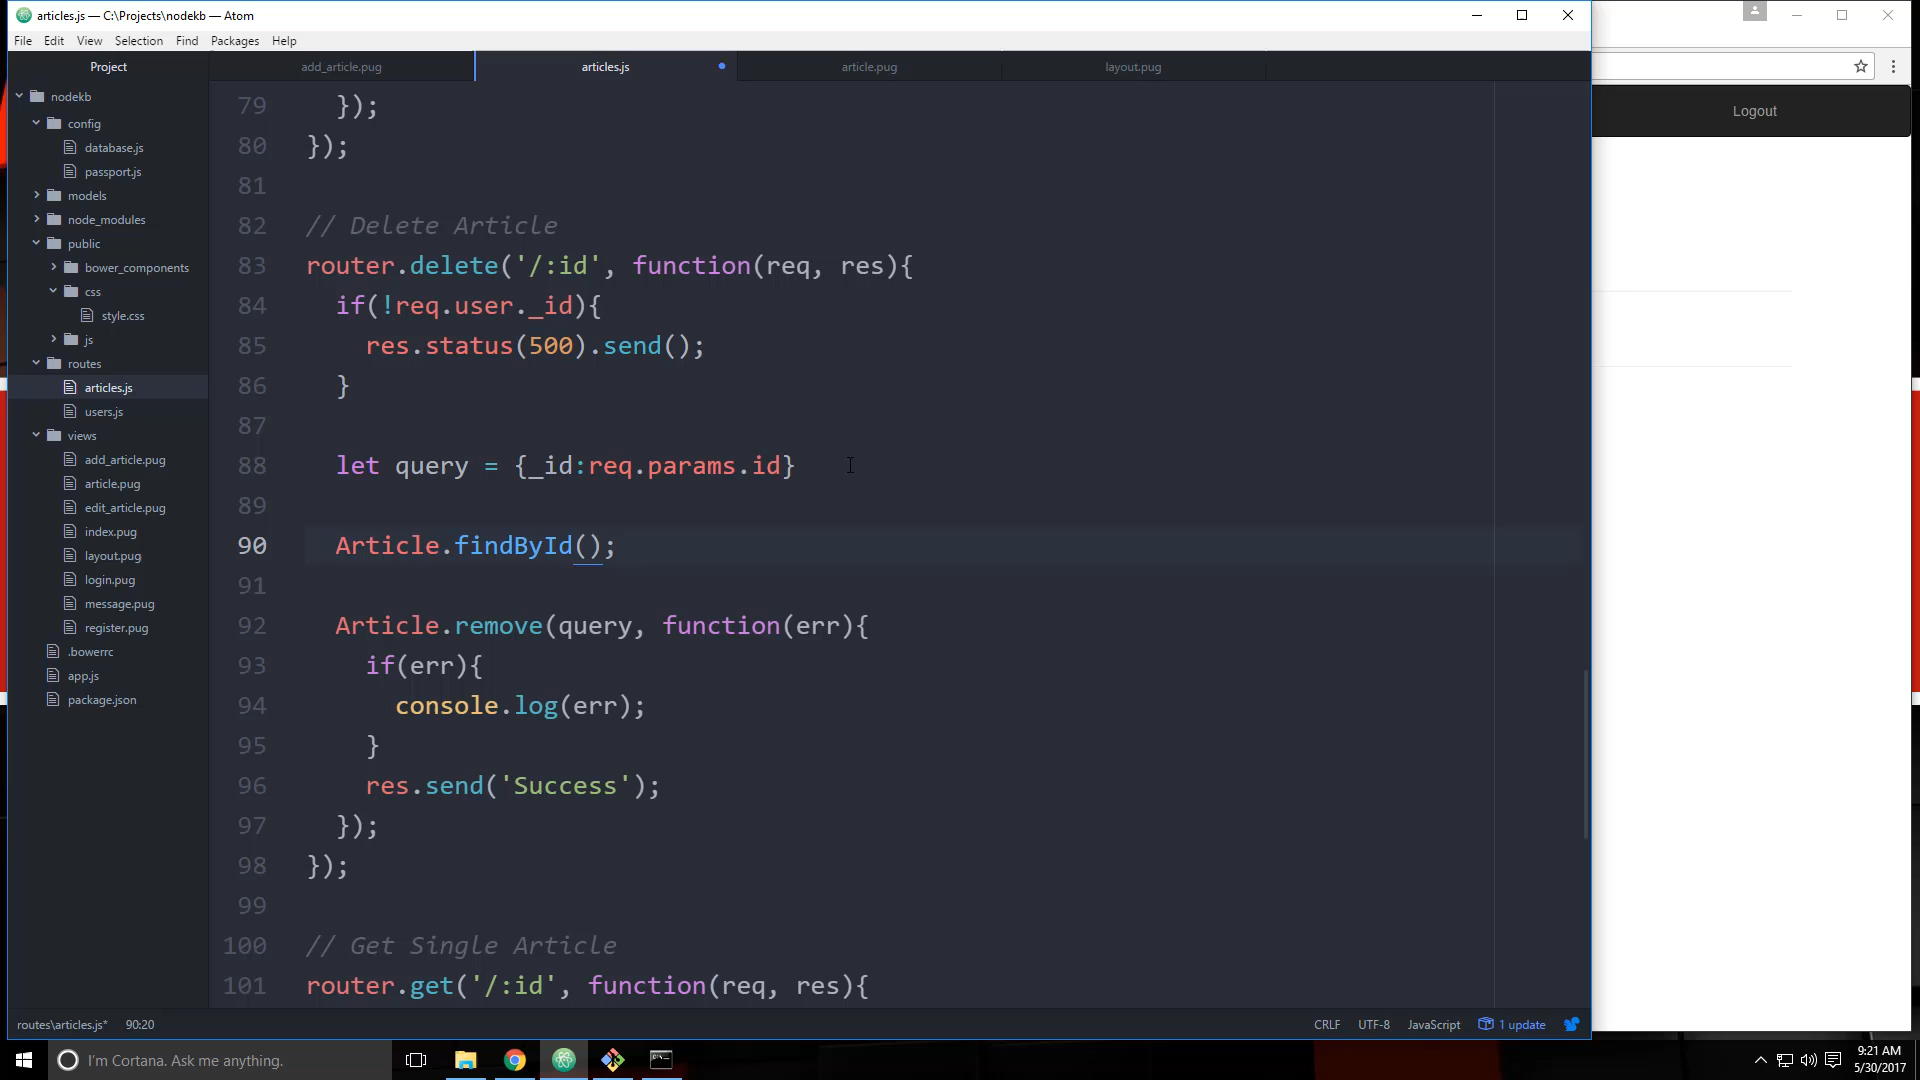 articles.js — C:\Projects\nodekb — Atom
File Edit View Selection Find Packages Help
Project
add_article.pug
articles.js
article.pug
layout.pug
nodekb
config
database.js
passport.js
models
node_modules
public
bower_components
css
style.css
js
routes
articles.js
users.js
views
add_article.pug
article.pug
edit_article.pug
index.pug
layout.pug
login.pug
message.pug
register.pug
.bowerrc
app.js
package.json
79 });
80 });
81
82 // Delete Article
83 router.delete('/:id', function(req, res){
84 if(!req.user._id){
85 res.status(500).send();
86 }
87
88 let query = {_id:req.params.id}
89
90 Article.findById();
91
92 Article.remove(query, function(err){
93 if(err){
94 console.log(err);
95 }
96 res.send('Success');
97 });
98 });
99
100 // Get Single Article
101 router.get('/:id', function(req, res){
Logout
routes\articles.js* 90:20
CRLF UTF-8 JavaScript 1 update
I'm Cortana. Ask me anything.
9:21 AM
5/30/2017